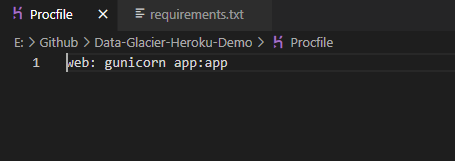 Procfile
requirements.txt
E: > Github > Data-Glacier-Heroku-Demo > Procfile
1 web: gunicorn app:app